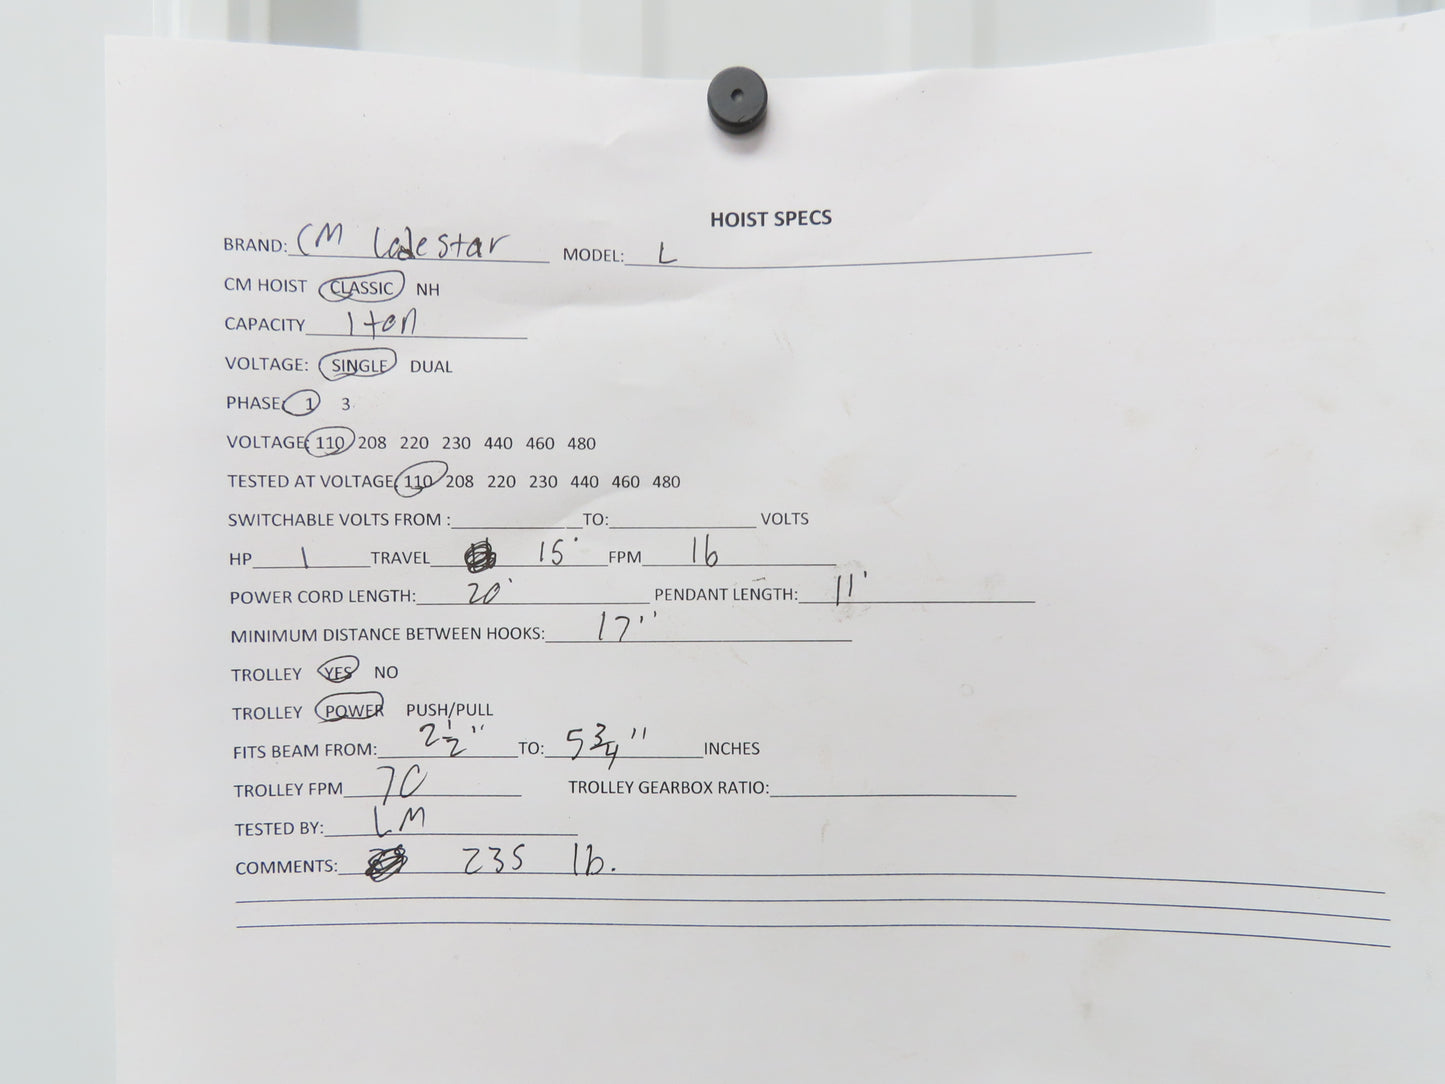 HOIST SPECS
BRAND: CM Lodestar MODEL: L
CM HOIST CLASSIC NH
CAPACITY 1 ton
VOLTAGE: SINGLE DUAL
PHASE: 1 3
VOLTAGE: 110 208 220 230 440 460 480
TESTED AT VOLTAGE: 110 208 220 230 440 460 480
SWITCHABLE VOLTS FROM : TO: VOLTS
HP 1 TRAVEL 15' FPM 16
POWER CORD LENGTH: 20' PENDANT LENGTH: 11'
MINIMUM DISTANCE BETWEEN HOOKS: 17"
TROLLEY YES NO
TROLLEY POWER PUSH/PULL
FITS BEAM FROM: 2 1/2" TO: 5 3/4" INCHES
TROLLEY FPM 70 TROLLEY GEARBOX RATIO:
TESTED BY: LM
COMMENTS: 235 lb.